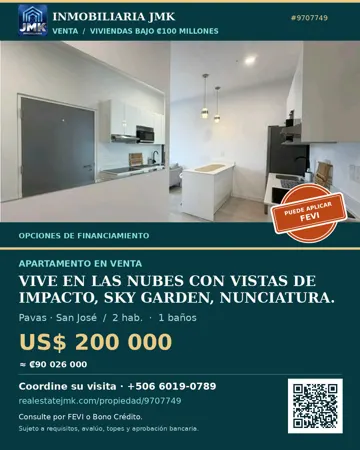 JMK
INMOBILIARIA JMK
#9707749
VENTA / VIVIENDAS BAJO ₡100 MILLONES
PUEDE APLICAR
FEVI
OPCIONES DE FINANCIAMIENTO
APARTAMENTO EN VENTA
VIVE EN LAS NUBES CON VISTAS DE
IMPACTO, SKY GARDEN, NUNCIATURA.
Pavas · San José / 2 hab. · 1 baños
US$ 200 000
≈ ₡90 026 000
Coordine su visita · +506 6019-0789
realestatejmk.com/propiedad/9707749
Consulte por FEVI o Bono Crédito.
Sujeto a requisitos, avalúo, topes y aprobación bancaria.